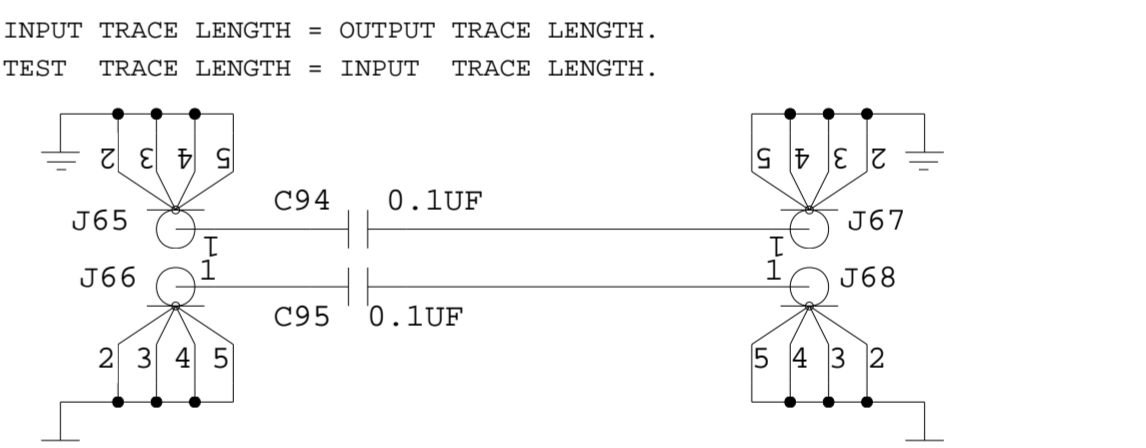 INPUT TRACE LENGTH = OUTPUT TRACE LENGTH.
TEST  TRACE LENGTH = INPUT  TRACE LENGTH.
2 3 4 5
5 4 3 2
J65
C94
0.1UF
J67
1
1
J66
1
1
J68
C95
0.1UF
2 3 4 5
5 4 3 2